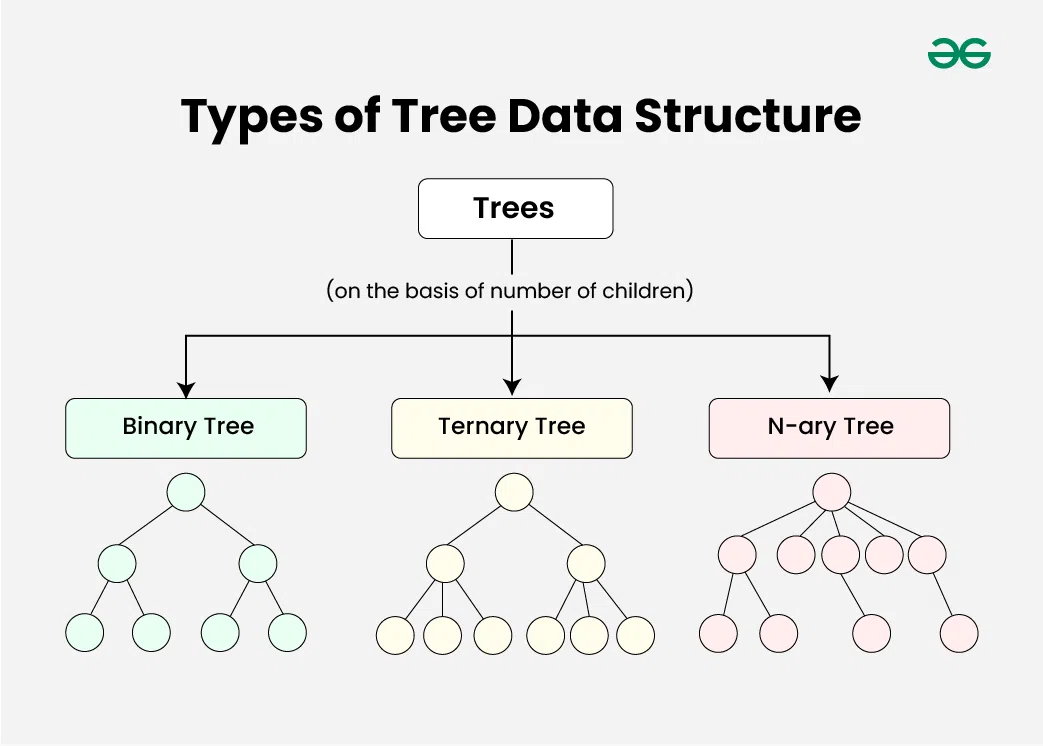 Types of Tree Data Structure
Trees
(on the basis of number of children)
Binary Tree
Ternary Tree
N-ary Tree